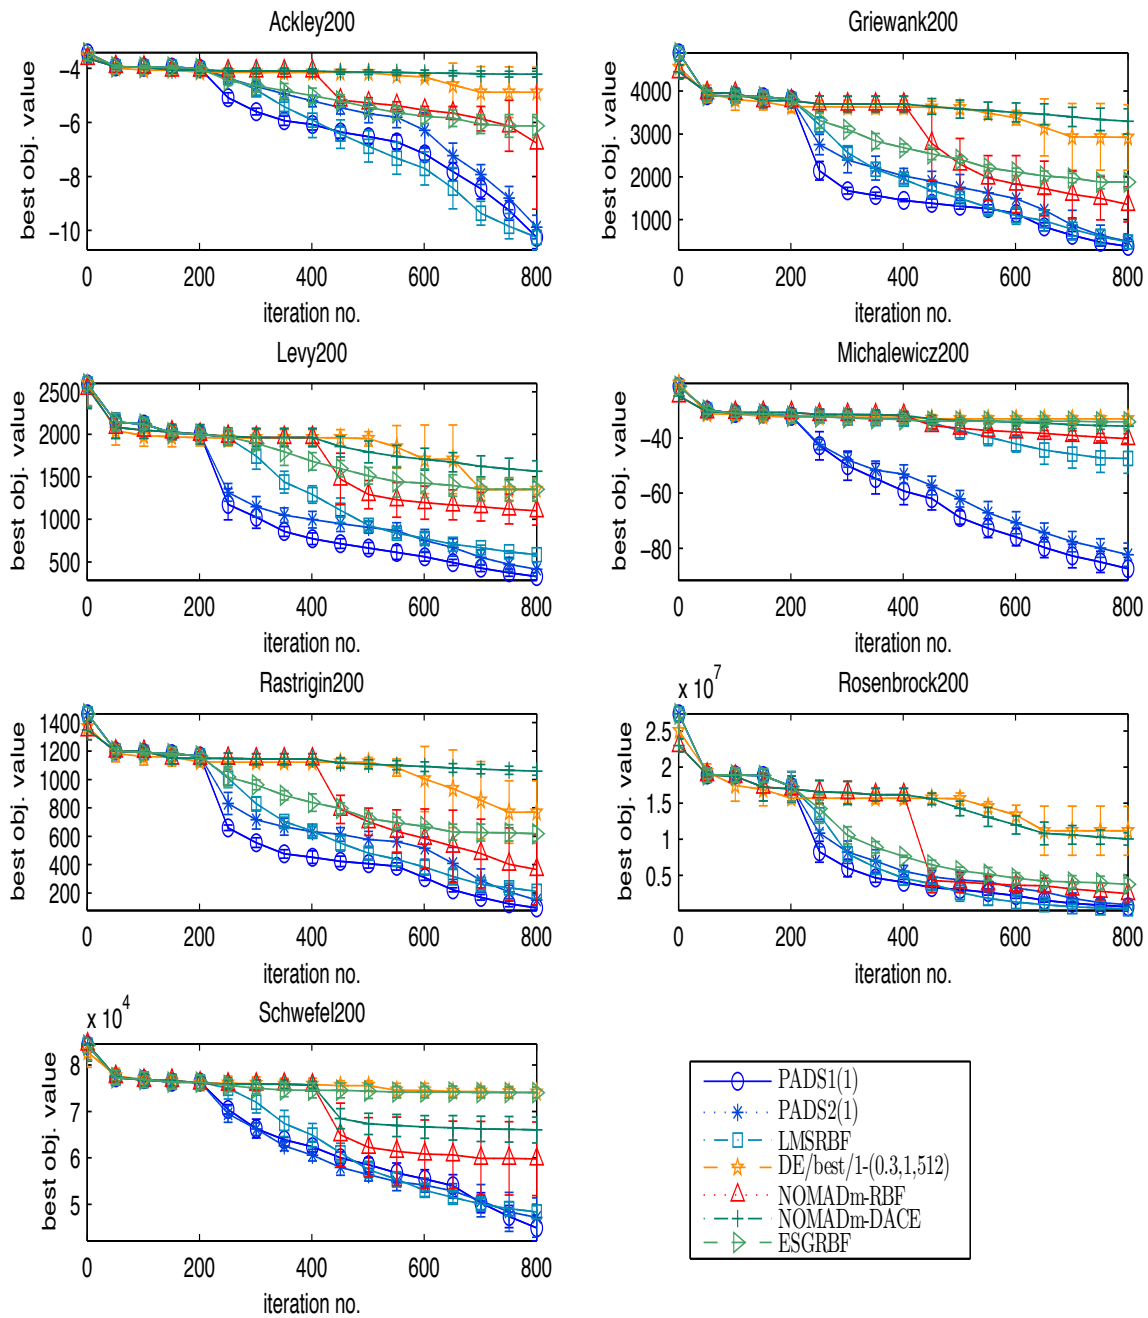 Ackley200
−4
−6
−8
−10
best obj. value
0 200 400 600 800
iteration no.
Griewank200
4000
3000
2000
1000
best obj. value
0 200 400 600 800
iteration no.
Levy200
2500
2000
1500
1000
500
best obj. value
0 200 400 600 800
iteration no.
Michalewicz200
−40
−60
−80
best obj. value
0 200 400 600 800
iteration no.
Rastrigin200
1400
1200
1000
800
600
400
200
best obj. value
0 200 400 600 800
iteration no.
x 10^7
Rosenbrock200
2.5
2
1.5
1
0.5
best obj. value
0 200 400 600 800
iteration no.
x 10^4
Schwefel200
8
7
6
5
best obj. value
0 200 400 600 800
iteration no.
PADS1(1)
PADS2(1)
LMSRBF
DE/best/1-(0.3,1,512)
NOMADm-RBF
NOMADm-DACE
ESGRBF